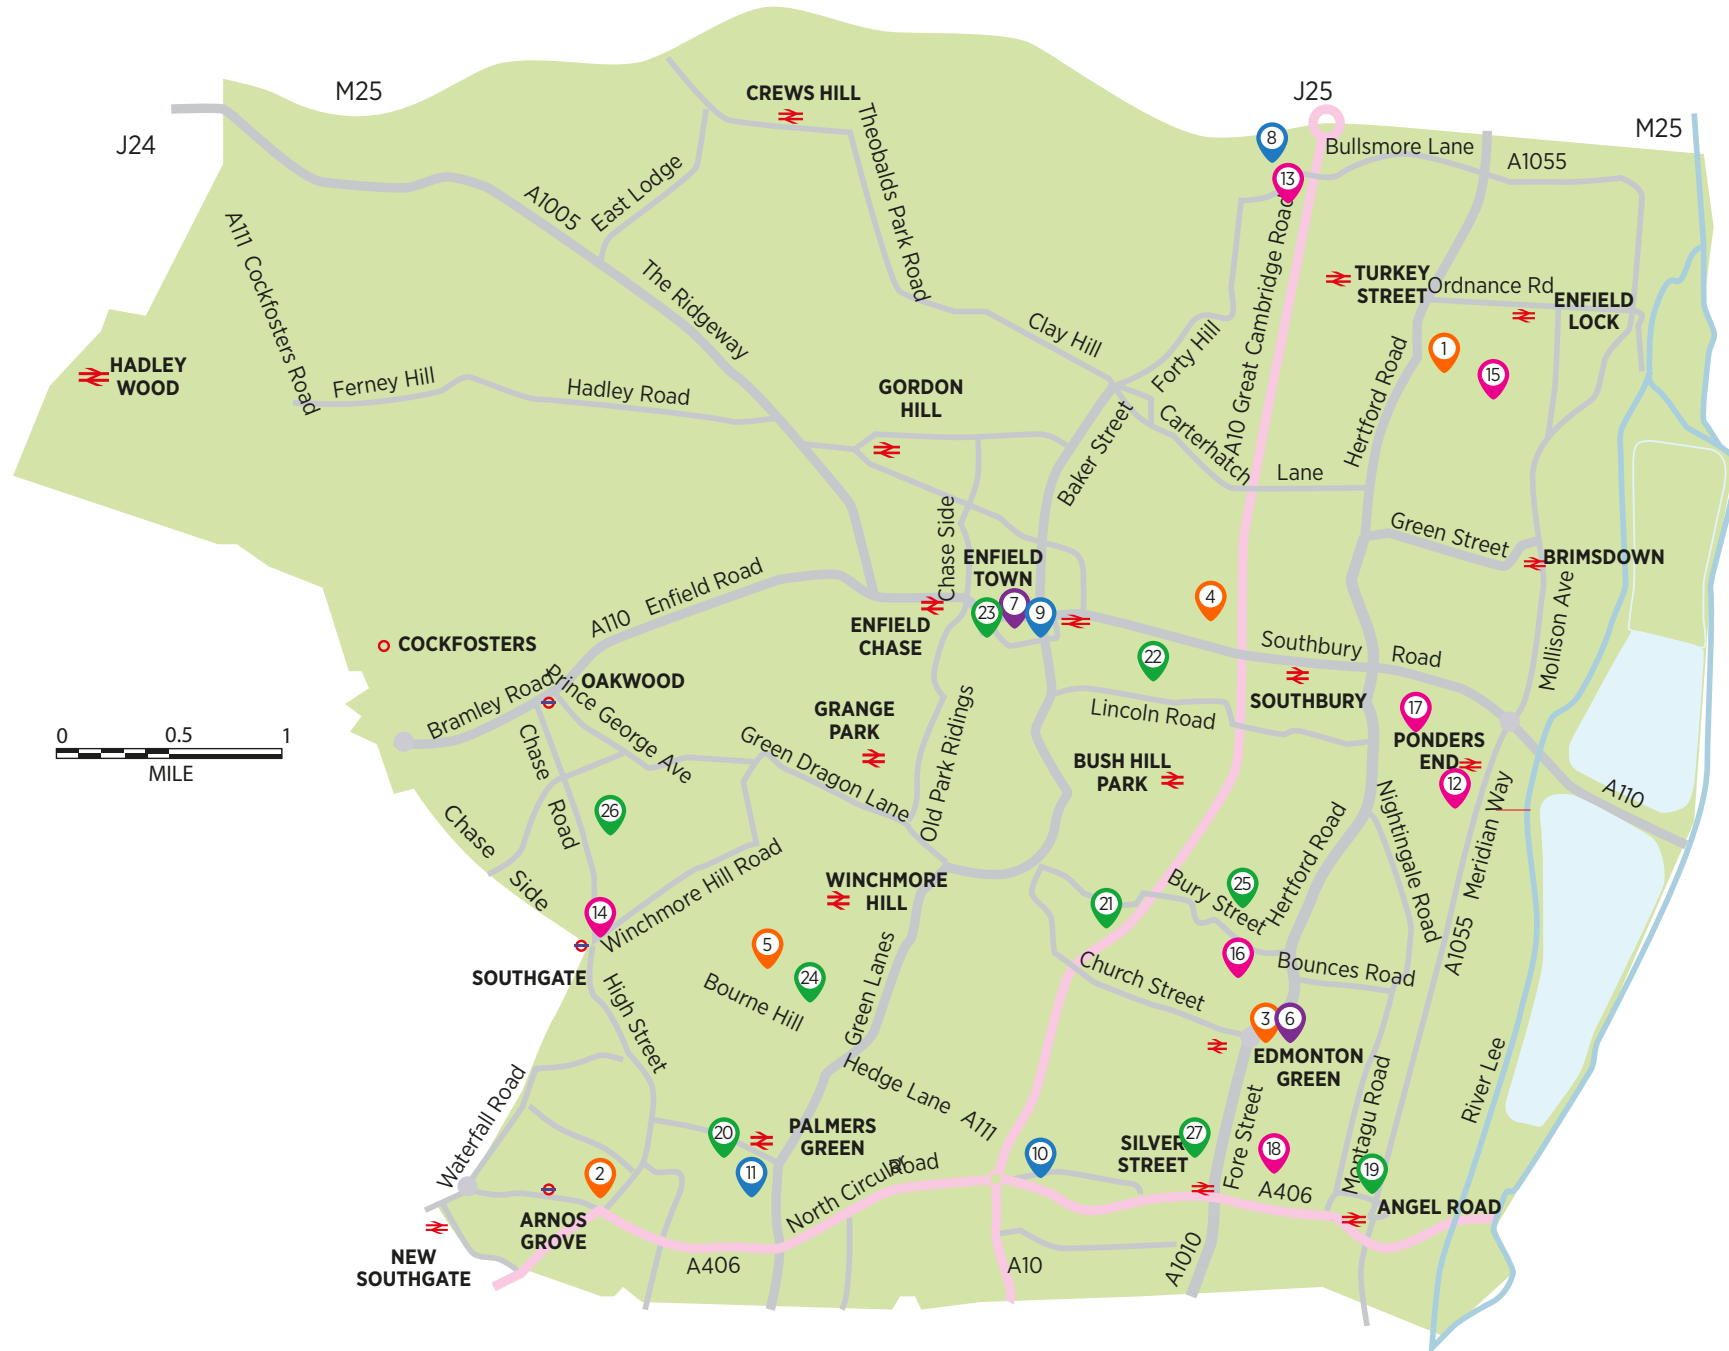 M25
J24
CREWS HILL
J25
M25
8
13
Bullsmore Lane
A1055
Theobalds Park Road
East Lodge
A1005
A111
Cockfosters Road
The Ridgeway
A10 Great Cambridge Road
TURKEY
STREET
Ordnance Rd
ENFIELD
LOCK
HADLEY
WOOD
Ferney Hill
Hadley Road
Clay Hill
Forty Hill
Hertford Road
1
15
GORDON
HILL
Baker Street
Carterhatch
Lane
Chase Side
Green Street
BRIMSDOWN
Mollison Ave
ENFIELD
TOWN
A110
Enfield Road
23
7
9
4
ENFIELD
CHASE
COCKFOSTERS
OAKWOOD
Bramley Road
Prince George Ave
22
Southbury
Road
SOUTHBURY
Lincoln Road
17
PONDERS
END
12
GRANGE
PARK
Green Dragon Lane
Old Park Ridings
BUSH HILL
PARK
0
0.5
1
MILE
Chase
Road
Chase
Side
26
A110
Nightingale Road
Meridian Way
A1055
Hertford Road
WINCHMORE
HILL
Winchmore Hill Road
14
SOUTHGATE
5
24
Bourne Hill
Green Lanes
21
Bury Street
25
16
Bounces Road
Church Street
3
6
EDMONTON
GREEN
High Street
Hedge Lane
A111
River Lee
Montagu Road
Waterfall Road
20
PALMERS
GREEN
11
2
ARNOS
GROVE
NEW
SOUTHGATE
North Circular
Road
A406
10
A10
SILVER
STREET
27
Fore Street
18
A406
19
ANGEL ROAD
A1010